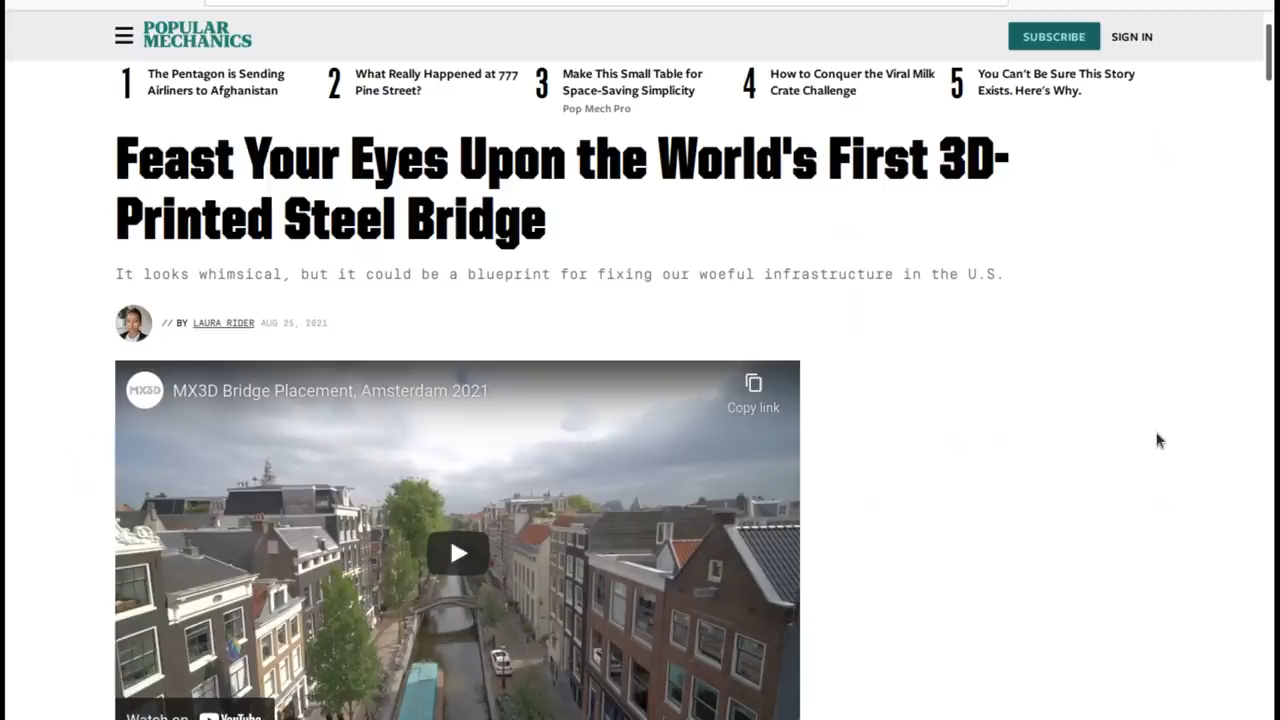 POPULAR
MECHANICS
SUBSCRIBE
SIGN IN
1
The Pentagon is Sending
Airliners to Afghanistan
2
What Really Happened at 777
Pine Street?
3
Make This Small Table for
Space-Saving Simplicity
Pop Mech Pro
4
How to Conquer the Viral Milk
Crate Challenge
5
You Can't Be Sure This Story
Exists. Here's Why.
Feast Your Eyes Upon the World's First 3D-
Printed Steel Bridge
It looks whimsical, but it could be a blueprint for fixing our woeful infrastructure in the U.S.
// BY LAURA RIDER AUG 25, 2021
MX3D
MX3D Bridge Placement, Amsterdam 2021
Copy link
Watch on YouTube